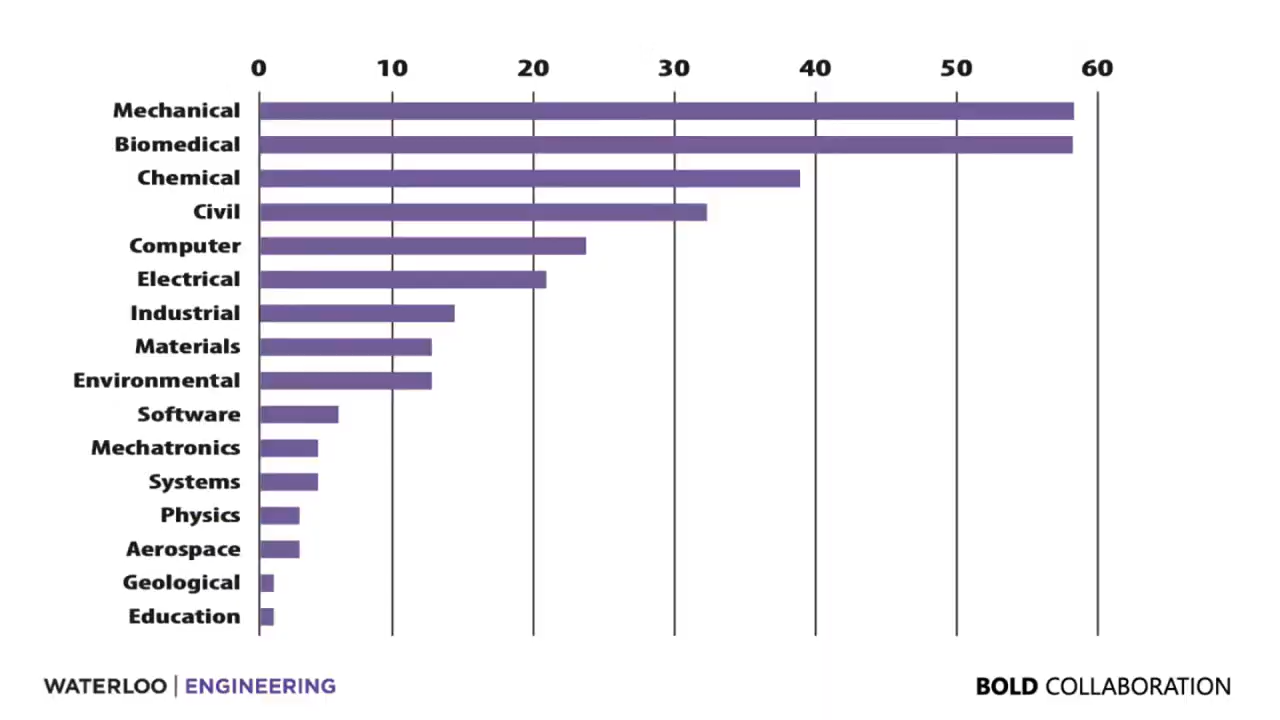 0 10 20 30 40 50 60
Mechanical
Biomedical
Chemical
Civil
Computer
Electrical
Industrial
Materials
Environmental
Software
Mechatronics
Systems
Physics
Aerospace
Geological
Education
WATERLOO | ENGINEERING
BOLD COLLABORATION